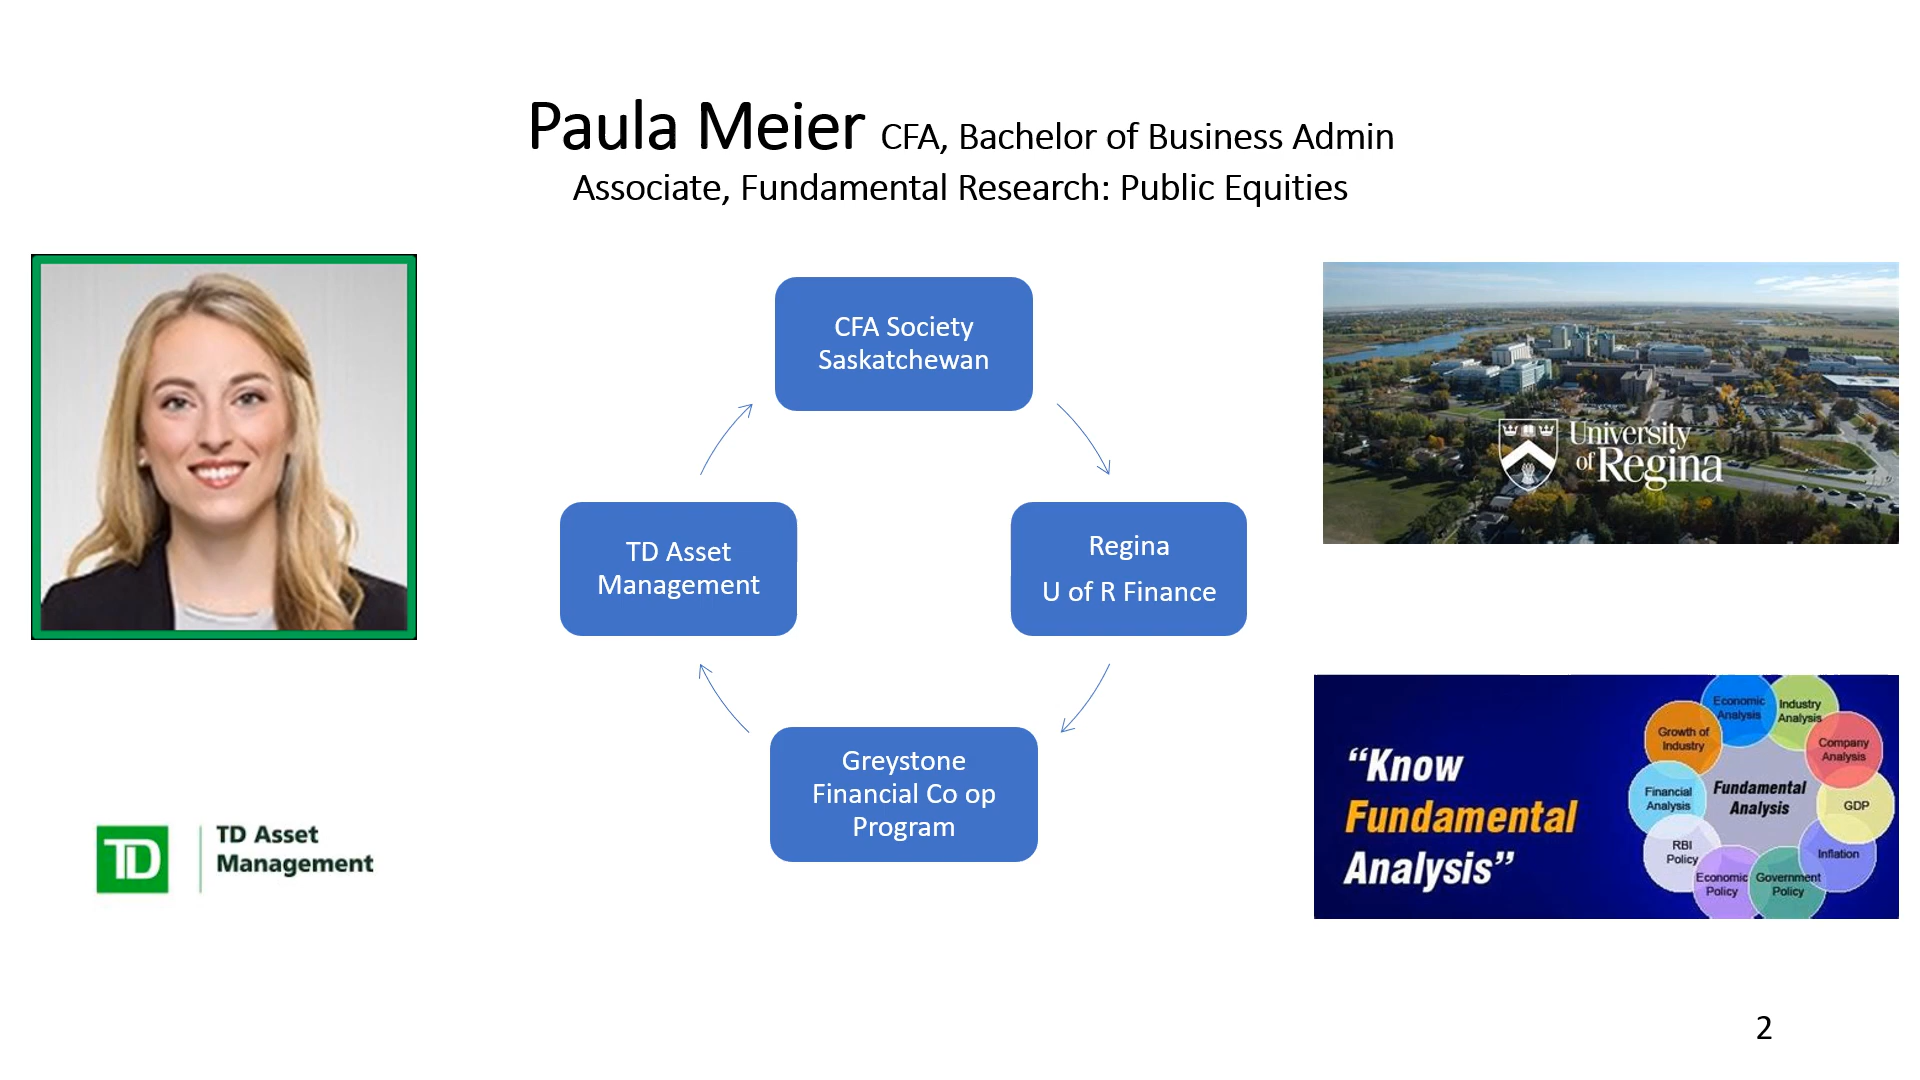 Paula Meier CFA, Bachelor of Business Admin
Associate, Fundamental Research: Public Equities
CFA Society
Saskatchewan
Regina
U of R Finance
Greystone
Financial Co op
Program
TD Asset
Management
TD
TD Asset
Management
University
of Regina
“Know
Fundamental
Analysis”
Economic
Analysis
Industry
Analysis
Company
Analysis
GDP
Inflation
Government
Policy
Economic
Policy
RBI
Policy
Financial
Analysis
Growth of
Industry
Fundamental
Analysis
2